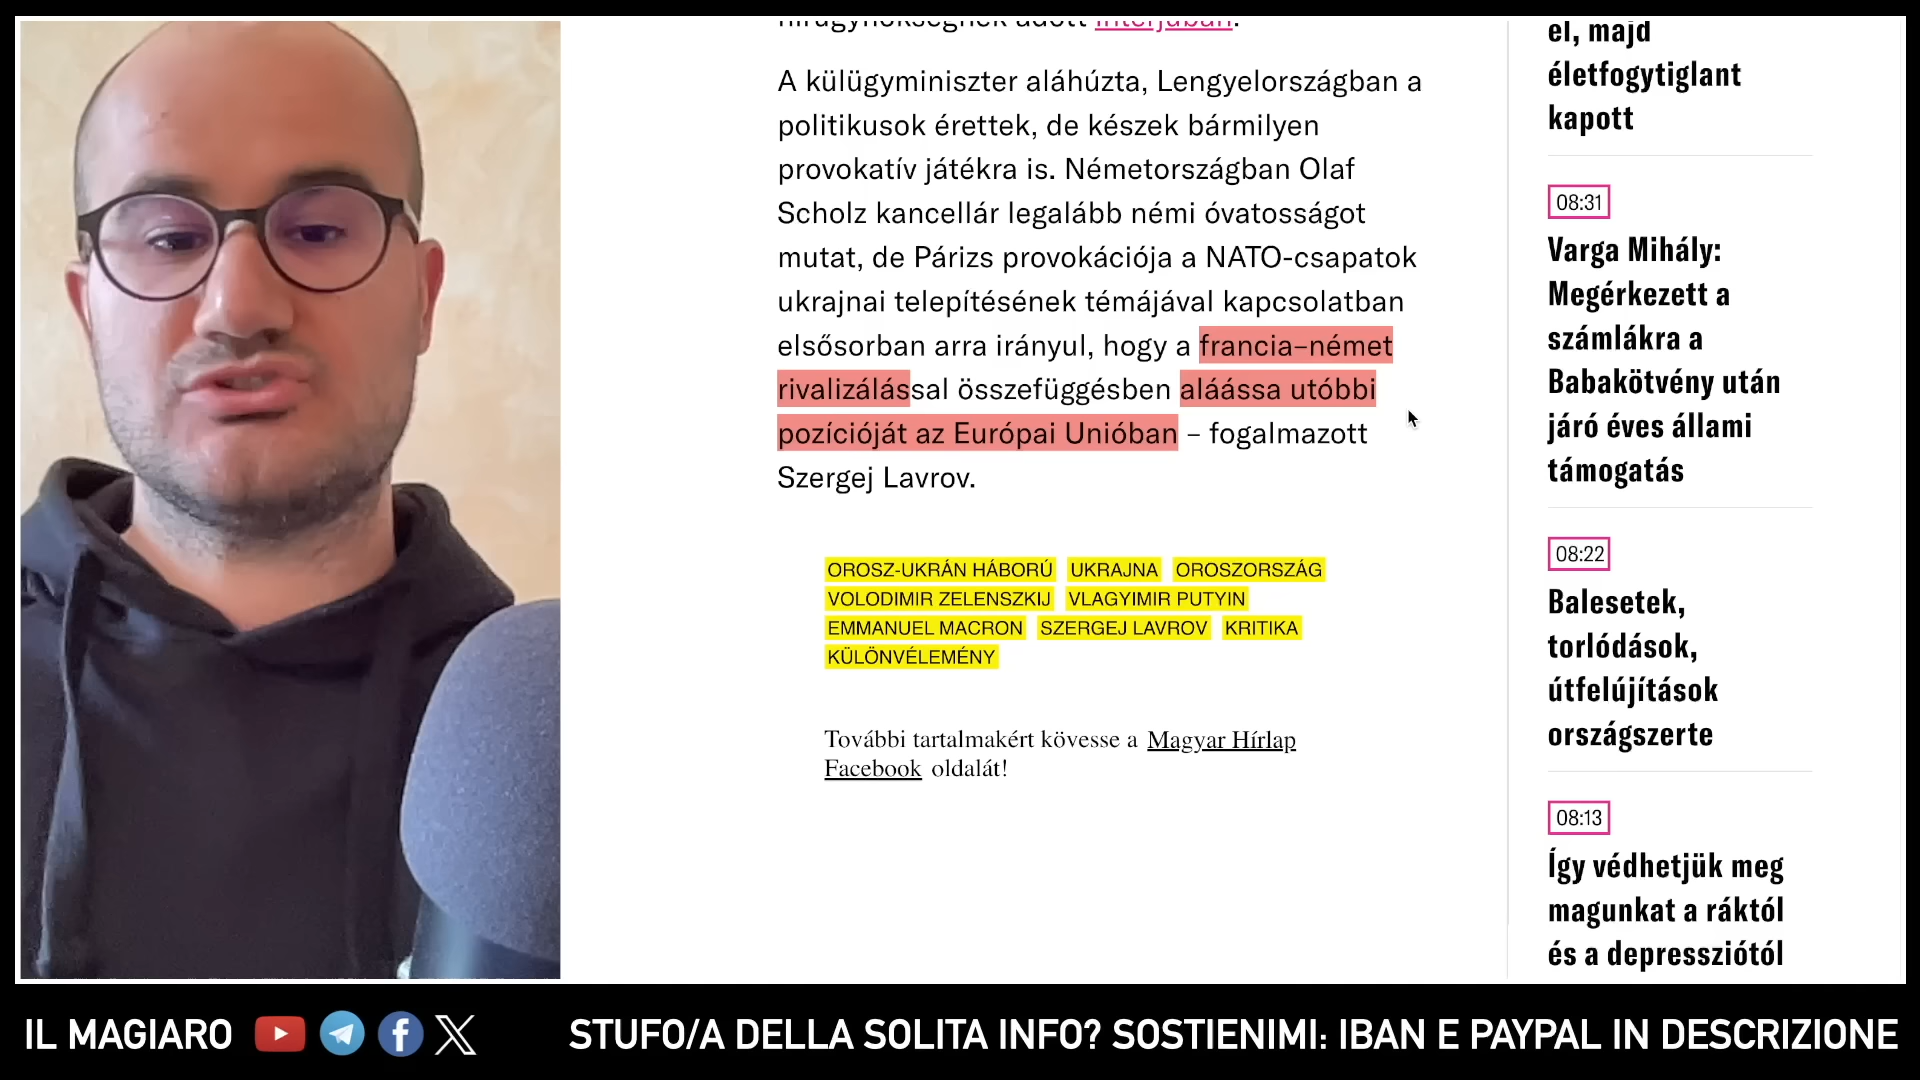 hírügynökségnek adott interjúban.
A külügyminiszter aláhúzta, Lengyelországban a
politikusok érettek, de készek bármilyen
provokatív játékra is. Németországban Olaf
Scholz kancellár legalább némi óvatosságot
mutat, de Párizs provokációja a NATO-csapatok
ukrajnai telepítésének témájával kapcsolatban
elsősorban arra irányul, hogy a francia–német
rivalizálással összefüggésben aláássa utóbbi
pozícióját az Európai Unióban – fogalmazott
Szergej Lavrov.
OROSZ-UKRÁN HÁBORÚ UKRAJNA OROSZORSZÁG
VOLODIMIR ZELENSZKIJ VLAGYIMIR PUTYIN
EMMANUEL MACRON SZERGEJ LAVROV KRITIKA
KÜLÖNVÉLEMÉNY
További tartalmakért kövesse a Magyar Hírlap
Facebook oldalát!
el, majd
életfogytiglant
kapott
08:31
Varga Mihály:
Megérkezett a
számlákra a
Babakötvény után
járó éves állami
támogatás
08:22
Balesetek,
torlódások,
útfelújítások
országszerte
08:13
Így védhetjük meg
magunkat a ráktól
és a depressziótól
IL MAGIARO
STUFO/A DELLA SOLITA INFO? SOSTIENIMI: IBAN E PAYPAL IN DESCRIZIONE